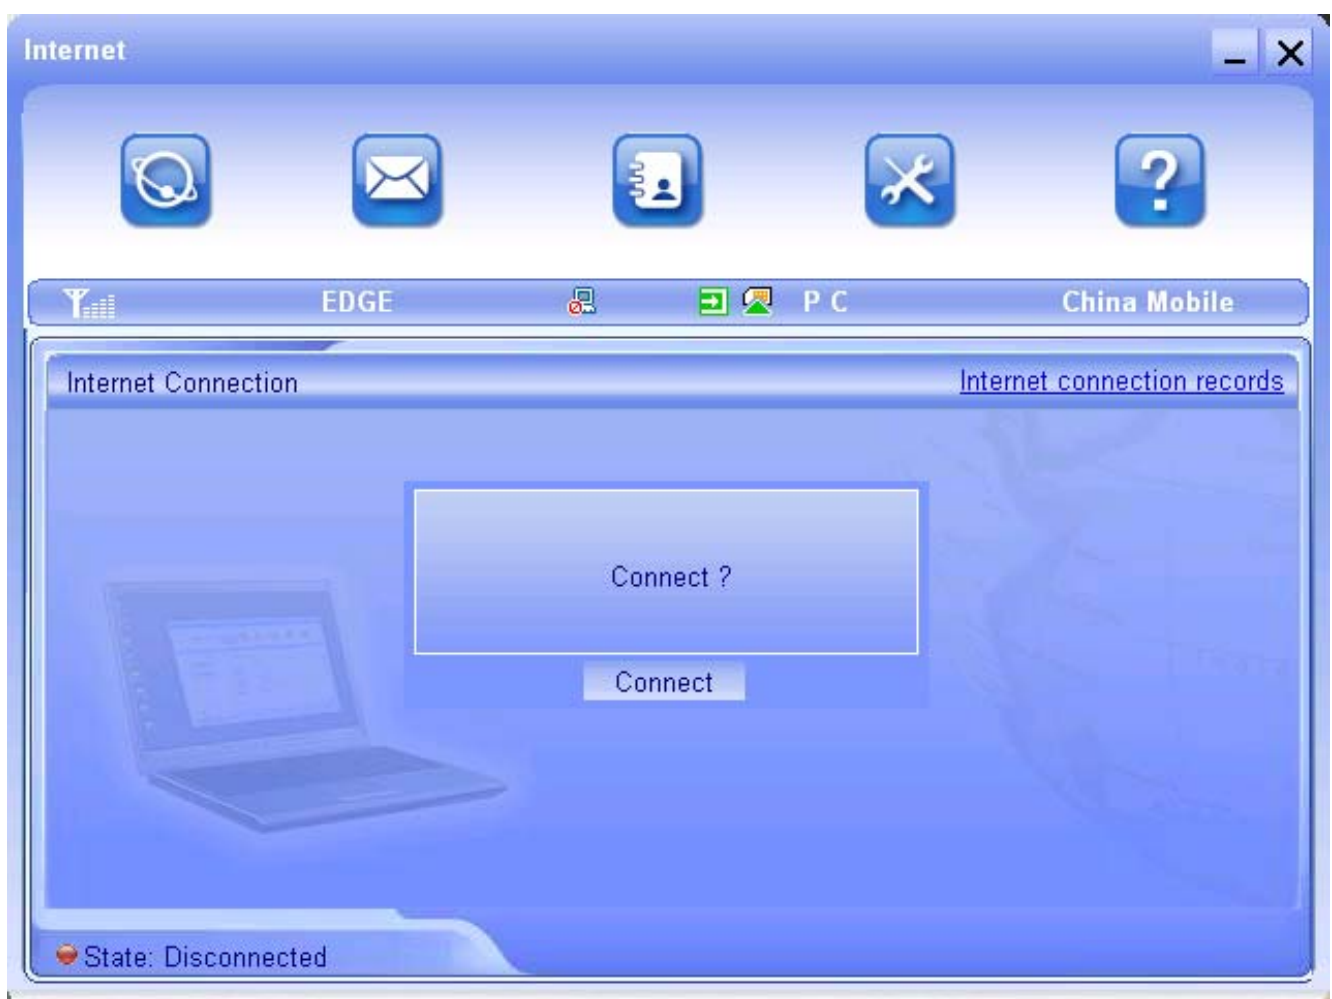 Internet
EDGE P C China Mobile
Internet Connection Internet connection records
Connect ?
Connect
State: Disconnected